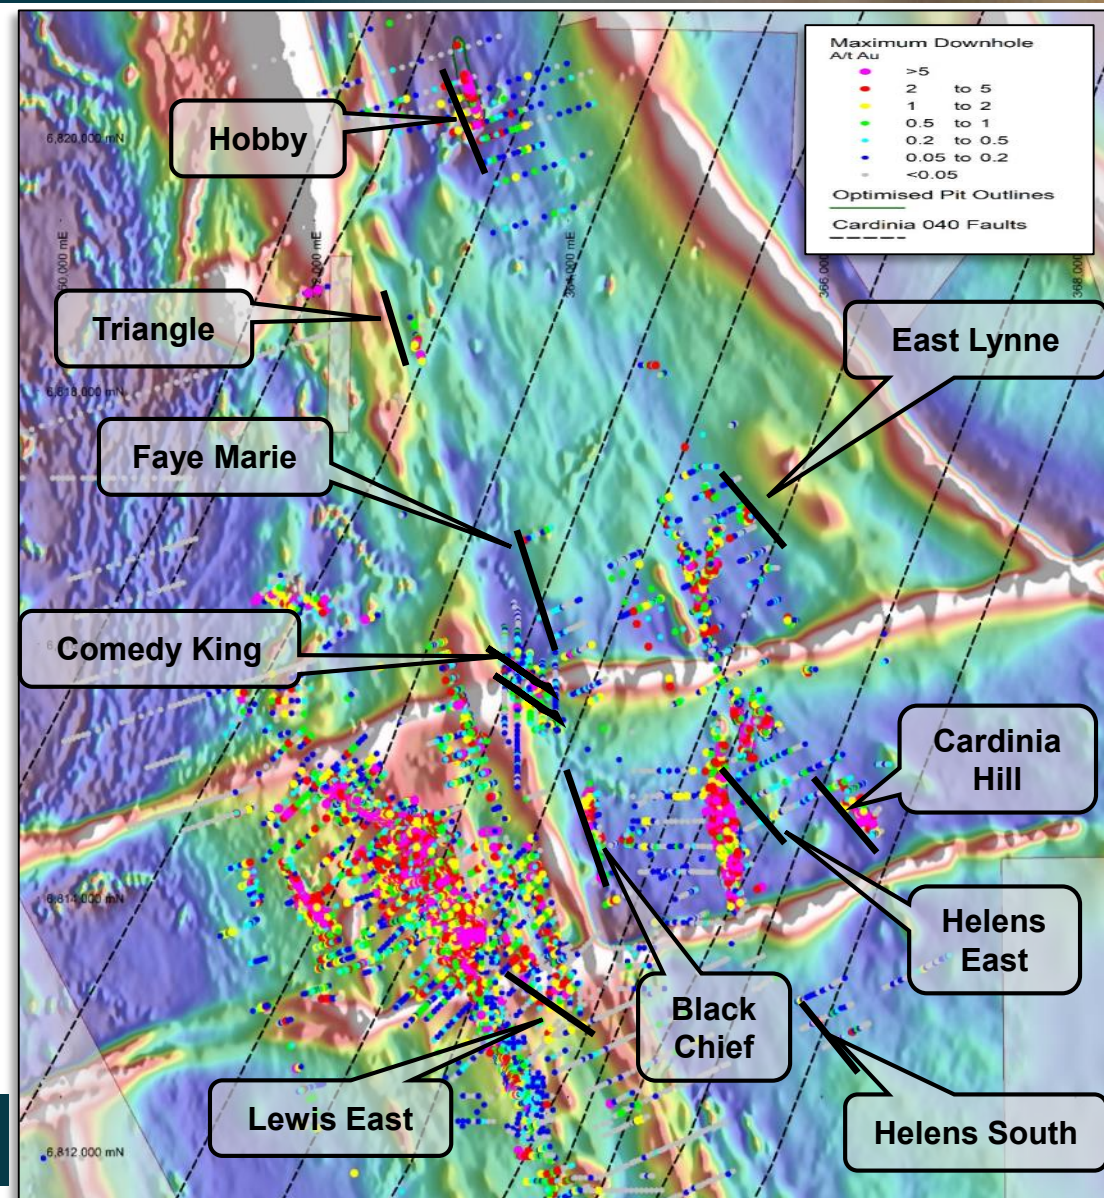 Maximum Downhole
A/t Au
>5
2 to 5
1 to 2
0.5 to 1
0.2 to 0.5
0.05 to 0.2
<0.05
Optimised Pit Outlines
Cardinia 040 Faults
Hobby
6,820,000 mN
364,000 mE
Triangle
East Lynne
6,818,000 mN
Faye Marie
Comedy King
Cardinia
Hill
6,814,000 mN
Helens
East
Black
Chief
Lewis East
Helens South
6,812,000 mN